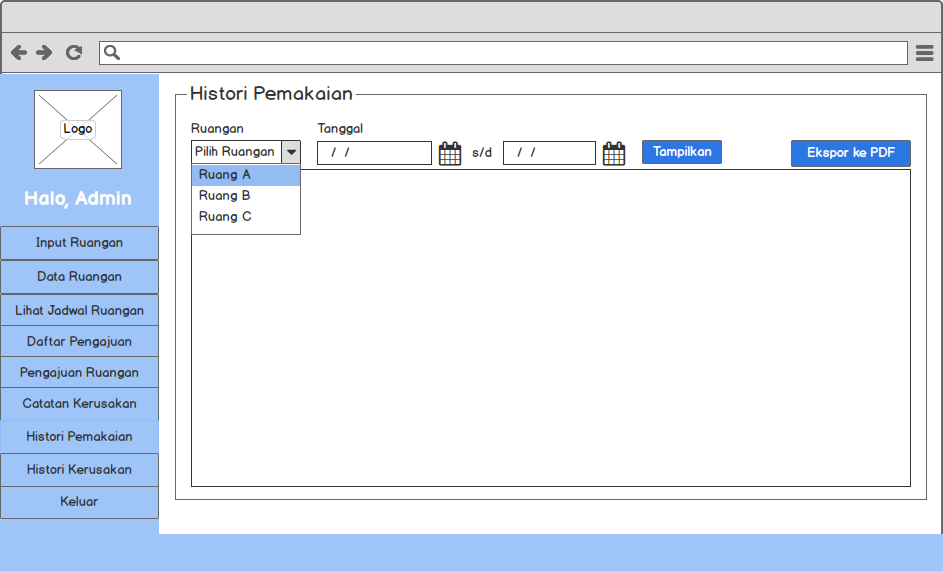 Logo
Halo, Admin
Input Ruangan
Data Ruangan
Lihat Jadwal Ruangan
Daftar Pengajuan
Pengajuan Ruangan
Catatan Kerusakan
Histori Pemakaian
Histori Kerusakan
Keluar
Histori Pemakaian
Ruangan Tanggal
Pilih Ruangan / / s/d / / Tampilkan Ekspor ke PDF
Ruang A
Ruang B
Ruang C